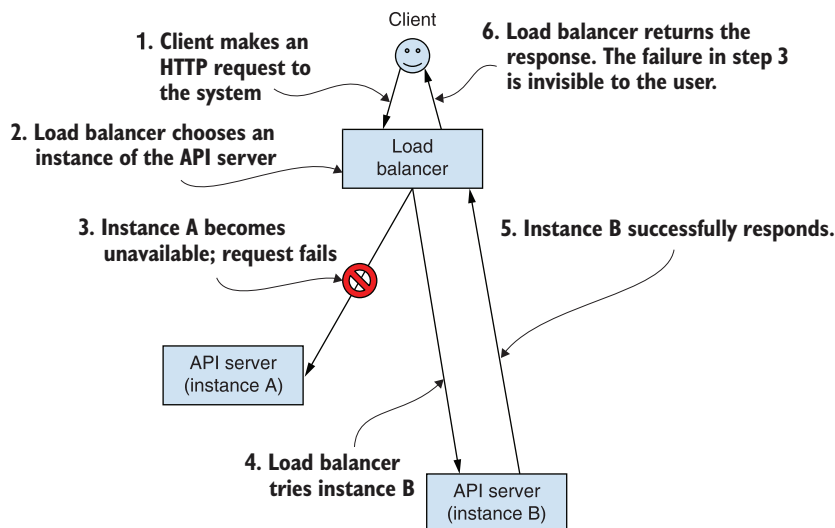 Client
1. Client makes an
HTTP request to
the system
6. Load balancer returns the
response. The failure in step 3
is invisible to the user.
2. Load balancer chooses an
instance of the API server
Load
balancer
3. Instance A becomes
unavailable; request fails
5. Instance B successfully responds.
API server
(instance A)
4. Load balancer
tries instance B
API server
(instance B)